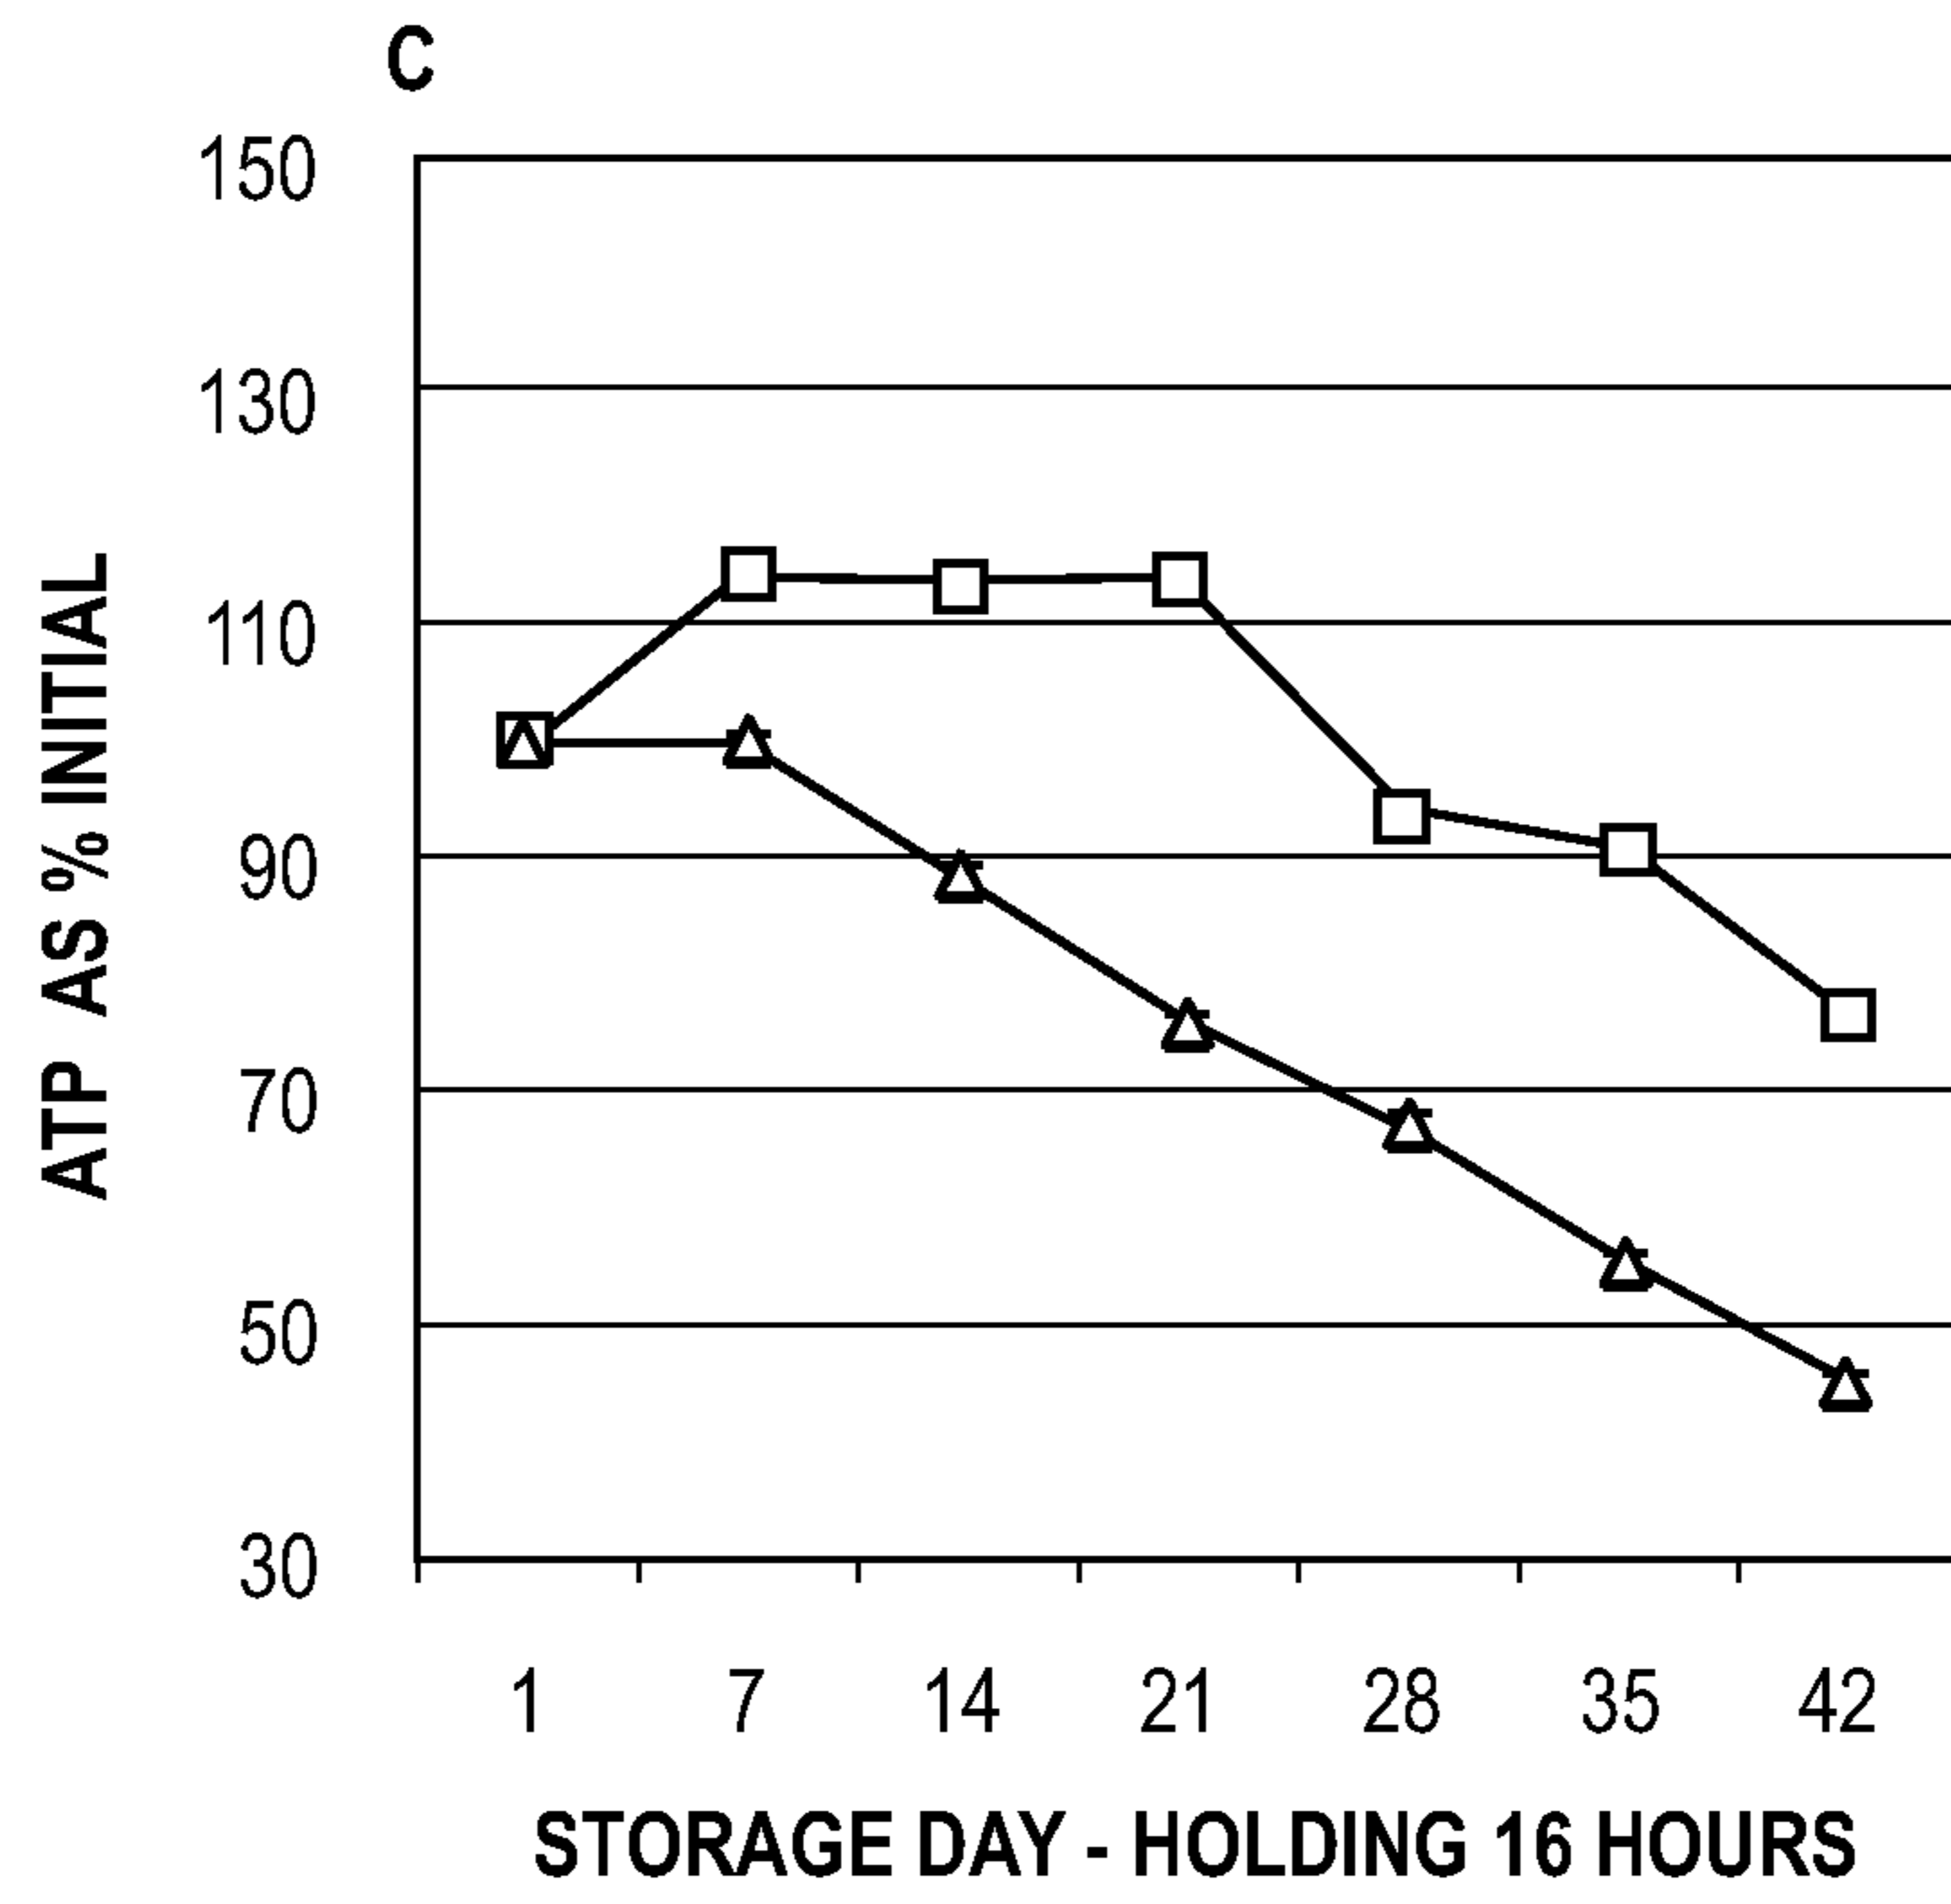 C
150
130
110
90
70
50
30
ATP AS % INITIAL
1 7 14 21 28 35 42
STORAGE DAY - HOLDING 16 HOURS